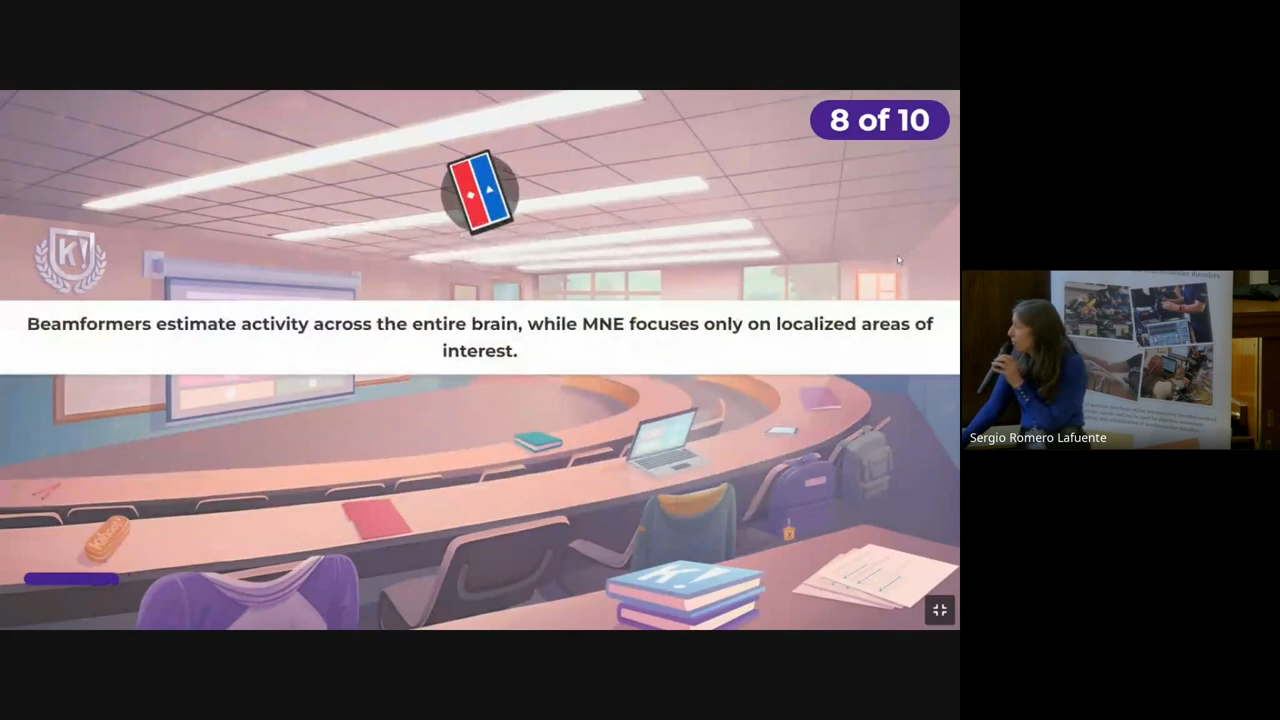 8 of 10
K!
Beamformers estimate activity across the entire brain, while MNE focuses only on localized areas of
interest.
Kahoot!
K!
Sergio Romero Lafuente